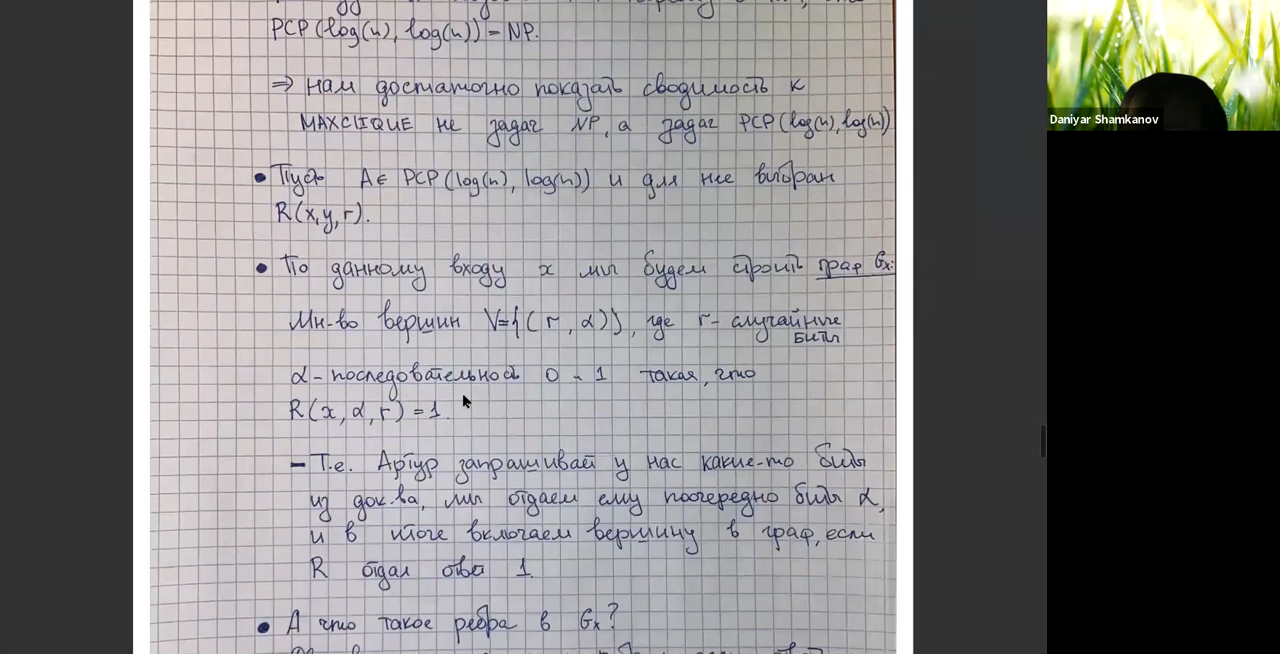 PCP(log(n), log(n)) = NP.
⇒ Нам достаточно показать сводимость к
MAXCLIQUE не задач NP, а задач PCP(log(n), log(n))
• Пусть A ∈ PCP(log(n), log(n)) и для нее выбран
R(x,y,r).
• По данному входу x мы будем строить граф Gx:
Мн-во вершин V={(r, α)}, где r - случайные
биты
α - последовательность 0 и 1 такая, что
R(x, α, r) = 1.
- Т.е. Артур запрашивает у нас какие-то биты
из док.ва, мы отдаем ему поочередно биты α,
и в итоге включаем вершину в граф, если
R отдал ответ 1.
• А что такое ребра в Gx?
Daniyar Shamkanov